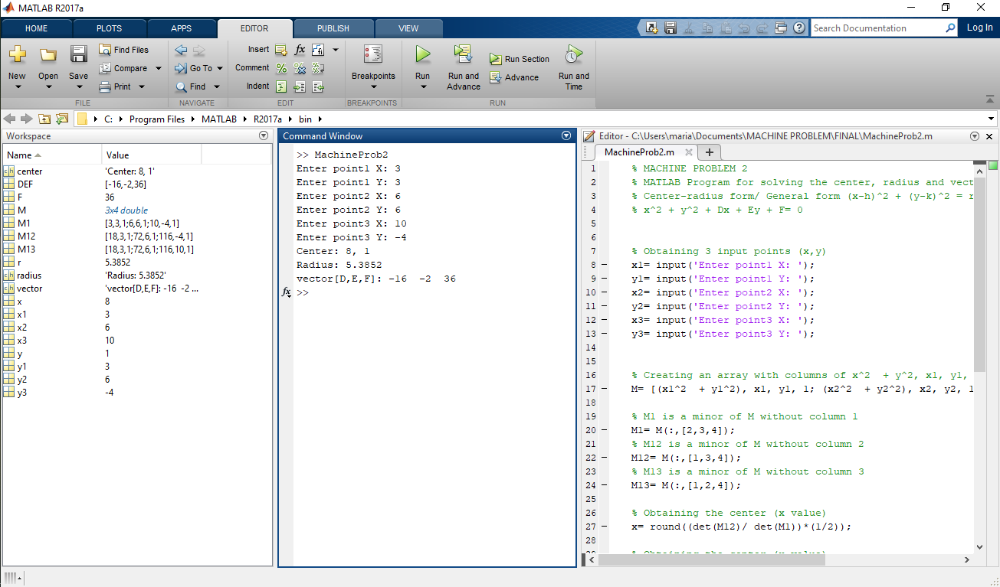 MATLAB R2017a
HOME PLOTS APPS EDITOR PUBLISH VIEW Search Documentation Log In
New Open Save Find Files Compare Print
Go To Find
Insert Comment Indent fx
Breakpoints Run Run and Advance Run Section Advance Run and Time
FILE NAVIGATE EDIT BREAKPOINTS RUN
C: Program Files MATLAB R2017a bin
Workspace
Name Value
center 'Center: 8, 1'
DEF [-16,-2,36]
F 36
M 3x4 double
M1 [3,3,1;6,6,1;10,-4,1]
M12 [18,3,1;72,6,1;116,-4,1]
M13 [18,3,1;72,6,1;116,10,1]
r 5.3852
radius 'Radius: 5.3852'
vector 'vector[D,E,F]: -16  -2 ...
x 8
x1 3
x2 6
x3 10
y 1
y1 3
y2 6
y3 -4
Command Window
>> MachineProb2
Enter point1 X: 3
Enter point1 Y: 3
Enter point2 X: 6
Enter point2 Y: 6
Enter point3 X: 10
Enter point3 Y: -4
Center: 8, 1
Radius: 5.3852
vector[D,E,F]: -16  -2  36
fx >>
Editor - C:\Users\maria\Documents\MACHINE PROBLEM\FINAL\MachineProb2.m
MachineProb2.m +
1 % MACHINE PROBLEM 2
2 % MATLAB Program for solving the center, radius and vect
3 % Center-radius form/ General form (x-h)^2 + (y-k)^2 = r
4 % x^2 + y^2 + Dx + Ey + F= 0
5
6
7 % Obtaining 3 input points (x,y)
8 – x1= input('Enter point1 X: ');
9 – y1= input('Enter point1 Y: ');
10 – x2= input('Enter point2 X: ');
11 – y2= input('Enter point2 Y: ');
12 – x3= input('Enter point3 X: ');
13 – y3= input('Enter point3 Y: ');
14
15
16 % Creating an array with columns of x^2  + y^2, x1, y1,
17 – M= [(x1^2  + y1^2), x1, y1, 1; (x2^2  + y2^2), x2, y2, 1
18
19 % M1 is a minor of M without column 1
20 – M1= M(:,[2,3,4]);
21 % M12 is a minor of M without column 2
22 – M12= M(:,[1,3,4]);
23 % M13 is a minor of M without column 3
24 – M13= M(:,[1,2,4]);
25
26 % Obtaining the center (x value)
27 – x= round((det(M12)/ det(M1))*(1/2));
28